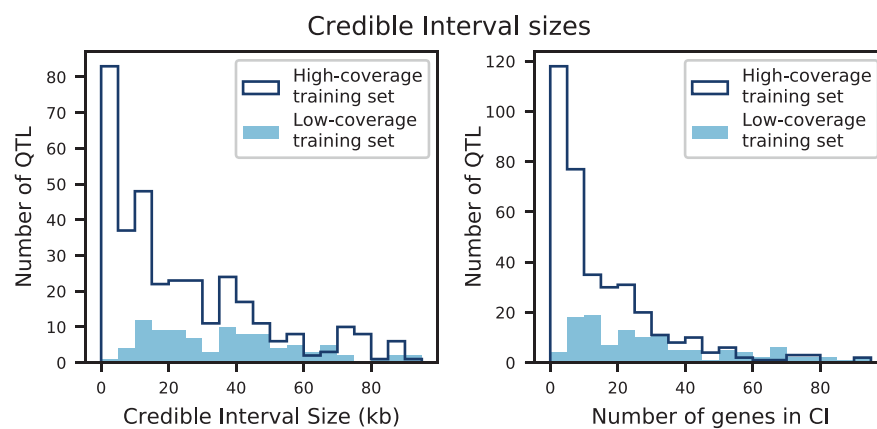 Credible Interval sizes
Number of QTL
80
70
60
50
40
30
20
10
0
0
20
40
60
80
Credible Interval Size (kb)
High-coverage
training set
Low-coverage
training set
Number of QTL
120
100
80
60
40
20
0
0
20
40
60
80
Number of genes in CI
High-coverage
training set
Low-coverage
training set